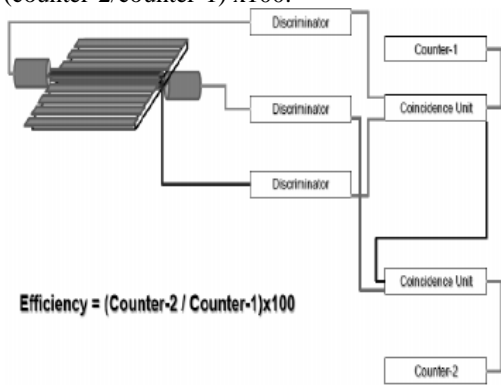 (counter-2/counter-1) x100.
Discriminator
Counter-1
Discriminator
Coincidence Unit
Discriminator
Coincidence Unit
Efficiency = (Counter-2 / Counter-1)x100
Counter-2